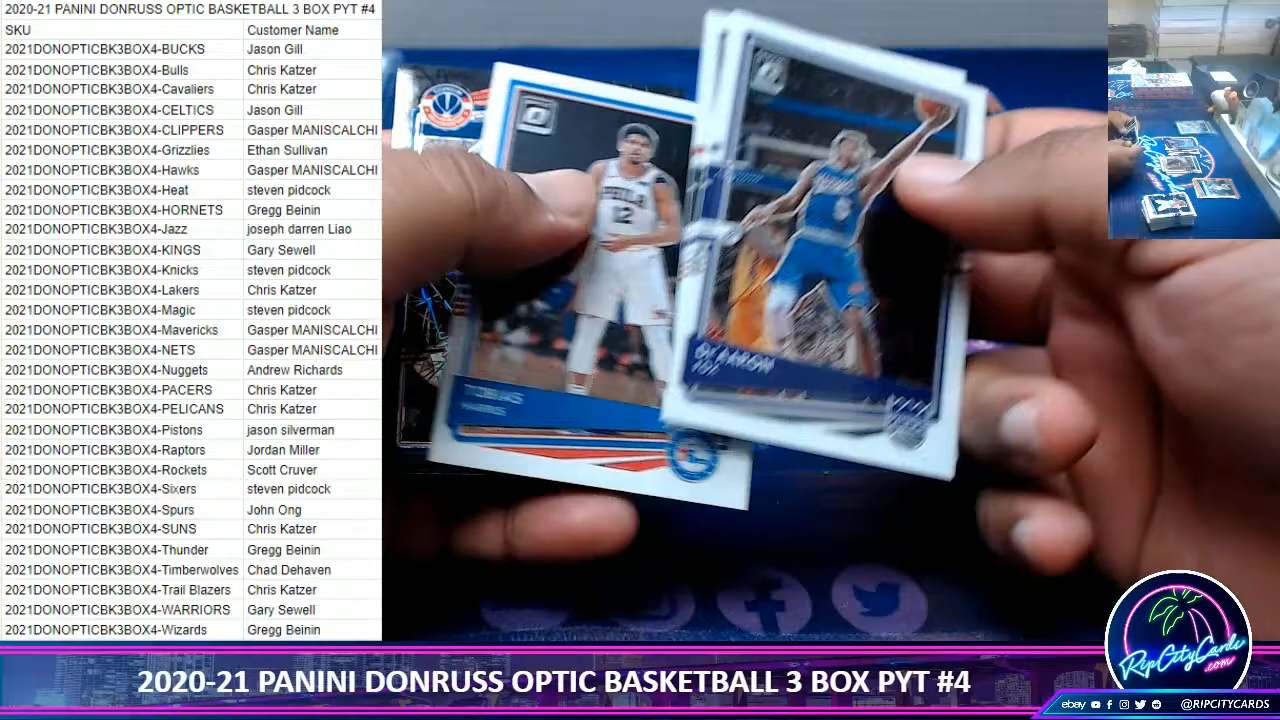 2020-21 PANINI DONRUSS OPTIC BASKETBALL 3 BOX PYT #4
SKU Customer Name
2021DONOPTICBK3BOX4-BUCKS Jason Gill
2021DONOPTICBK3BOX4-Bulls Chris Katzer
2021DONOPTICBK3BOX4-Cavaliers Chris Katzer
2021DONOPTICBK3BOX4-CELTICS Jason Gill
2021DONOPTICBK3BOX4-CLIPPERS Gasper MANISCALCHI
2021DONOPTICBK3BOX4-Grizzlies Ethan Sullivan
2021DONOPTICBK3BOX4-Hawks Gasper MANISCALCHI
2021DONOPTICBK3BOX4-Heat steven pidcock
2021DONOPTICBK3BOX4-HORNETS Gregg Beinin
2021DONOPTICBK3BOX4-Jazz joseph darren Liao
2021DONOPTICBK3BOX4-KINGS Gary Sewell
2021DONOPTICBK3BOX4-Knicks steven pidcock
2021DONOPTICBK3BOX4-Lakers Chris Katzer
2021DONOPTICBK3BOX4-Magic steven pidcock
2021DONOPTICBK3BOX4-Mavericks Gasper MANISCALCHI
2021DONOPTICBK3BOX4-NETS Gasper MANISCALCHI
2021DONOPTICBK3BOX4-Nuggets Andrew Richards
2021DONOPTICBK3BOX4-PACERS Chris Katzer
2021DONOPTICBK3BOX4-PELICANS Chris Katzer
2021DONOPTICBK3BOX4-Pistons jason silverman
2021DONOPTICBK3BOX4-Raptors Jordan Miller
2021DONOPTICBK3BOX4-Rockets Scott Cruver
2021DONOPTICBK3BOX4-Sixers steven pidcock
2021DONOPTICBK3BOX4-Spurs John Ong
2021DONOPTICBK3BOX4-SUNS Chris Katzer
2021DONOPTICBK3BOX4-Thunder Gregg Beinin
2021DONOPTICBK3BOX4-Timberwolves Chad Dehaven
2021DONOPTICBK3BOX4-Trail Blazers Chris Katzer
2021DONOPTICBK3BOX4-WARRIORS Gary Sewell
2021DONOPTICBK3BOX4-Wizards Gregg Beinin
12
TOBIAS
HARRIS
DE'AARON
FOX
2020-21 PANINI DONRUSS OPTIC BASKETBALL 3 BOX PYT #4
RipCityCards
.com
ebay @RIPCITYCARDS